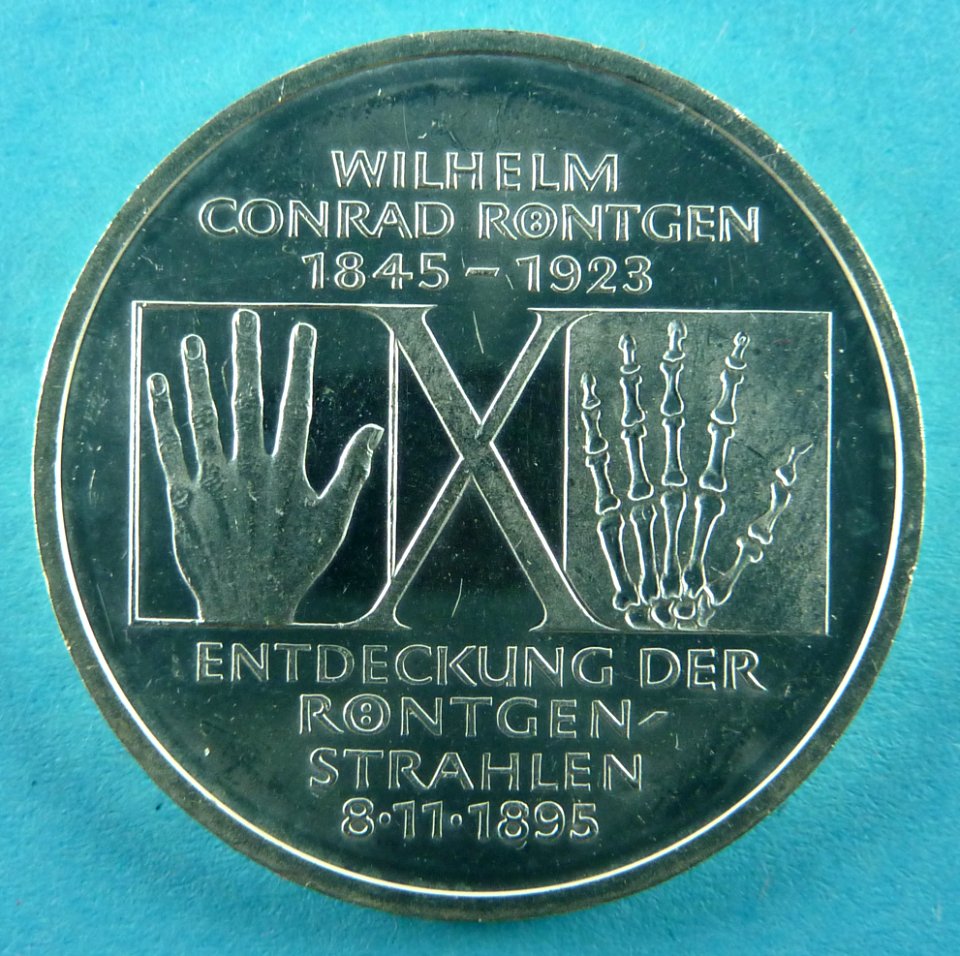 WILHELM
CONRAD RÖNTGEN
1845 – 1923
X
ENTDECKUNG DER
RÖNTGEN-
STRAHLEN
8·11·1895